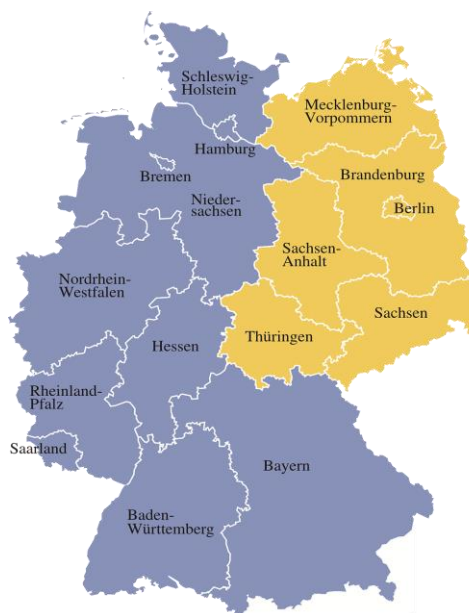 Schleswig-
Holstein
Mecklenburg-
Vorpommern
Hamburg
Bremen
Brandenburg
Nieder-
sachsen
Berlin
Sachsen-
Anhalt
Nordrhein-
Westfalen
Sachsen
Thüringen
Hessen
Rheinland-
Pfalz
Saarland
Bayern
Baden-
Württemberg